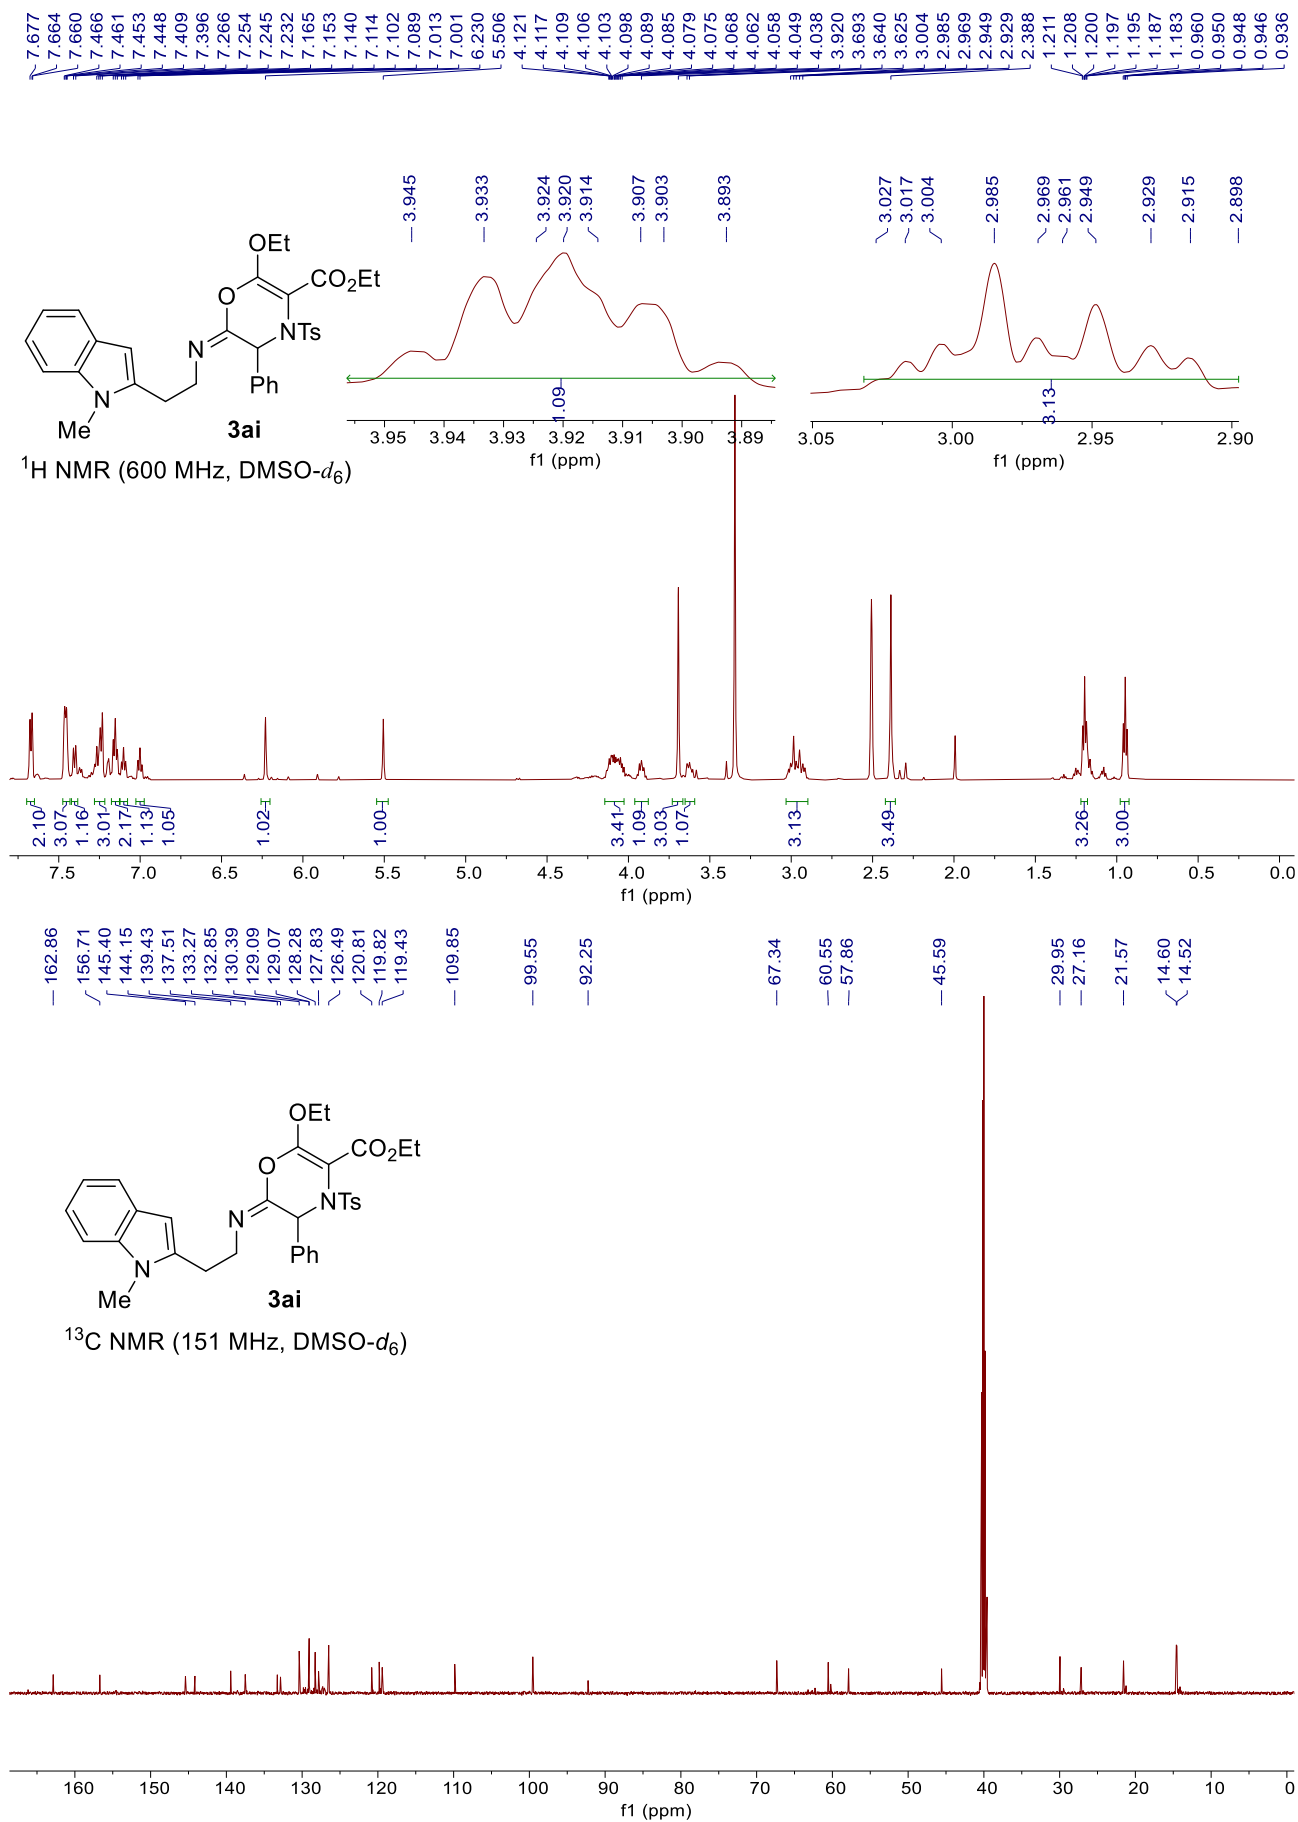 7.677 7.664 7.660 7.466 7.461 7.453 7.448 7.409 7.396 7.266 7.254 7.245 7.232 7.165 7.153 7.140 7.114 7.102 7.089 7.013 7.001 6.230 5.506 4.121 4.117 4.109 4.106 4.103 4.098 4.089 4.085 4.079 4.075 4.068 4.062 4.058 4.049 4.038 3.920 3.693 3.640 3.625 3.004 2.985 2.969 2.949 2.929 2.388 1.211 1.208 1.200 1.197 1.195 1.187 1.183 0.960 0.950 0.948 0.946 0.936
3.945 3.933 3.924 3.920 3.914 3.907 3.903 3.893
3.027 3.017 3.004 2.985 2.969 2.961 2.949 2.929 2.915 2.898
OEt
CO2Et
O
N Ts
N
Ph
N
Me
3ai
1H NMR (600 MHz, DMSO-d6)
1.09
3.95 3.94 3.93 3.92 3.91 3.90 3.89
f1 (ppm)
3.13
3.05 3.00 2.95 2.90
f1 (ppm)
2.10 3.07 1.16 3.01 2.17 1.13 1.05 1.02 1.00 3.41 1.09 3.03 1.07 3.13 3.49 3.26 3.00
7.5 7.0 6.5 6.0 5.5 5.0 4.5 4.0 3.5 3.0 2.5 2.0 1.5 1.0 0.5 0.0
f1 (ppm)
162.86 156.71 145.40 144.15 139.43 137.51 133.27 132.85 130.39 129.09 129.07 128.28 127.83 126.49 120.81 119.82 119.43 109.85 99.55 92.25 67.34 60.55 57.86 45.59 29.95 27.16 21.57 14.60 14.52
OEt
CO2Et
O
N Ts
N
Ph
N
Me
3ai
13C NMR (151 MHz, DMSO-d6)
160 150 140 130 120 110 100 90 80 70 60 50 40 30 20 10 0
f1 (ppm)